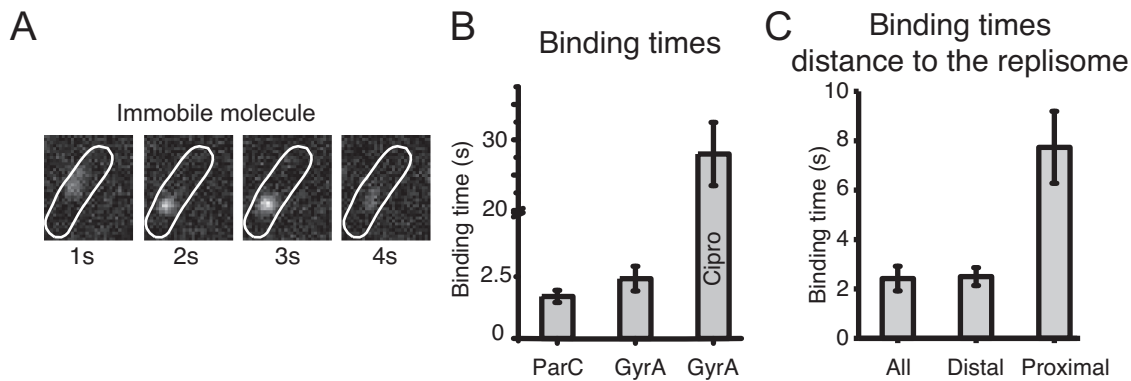 A
Immobile molecule
1s 2s 3s 4s
B
Binding times
Binding time (s)
30
20
2.5
0
Cipro
ParC GyrA GyrA
C
Binding times
distance to the replisome
Binding time (s)
10
8
6
4
2
0
All Distal Proximal